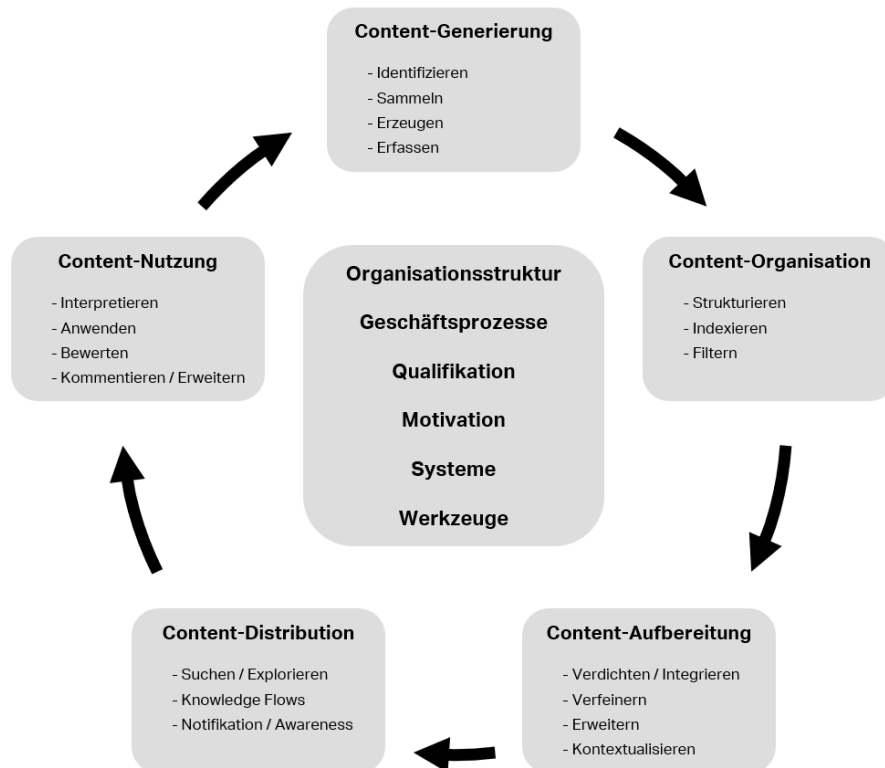 Content-Generierung
- Identifizieren
- Sammeln
- Erzeugen
- Erfassen
Content-Organisation
- Strukturieren
- Indexieren
- Filtern
Content-Aufbereitung
- Verdichten / Integrieren
- Verfeinern
- Erweitern
- Kontextualisieren
Content-Distribution
- Suchen / Explorieren
- Knowledge Flows
- Notifikation / Awareness
Content-Nutzung
- Interpretieren
- Anwenden
- Bewerten
- Kommentieren / Erweitern
Organisationsstruktur
Geschäftsprozesse
Qualifikation
Motivation
Systeme
Werkzeuge